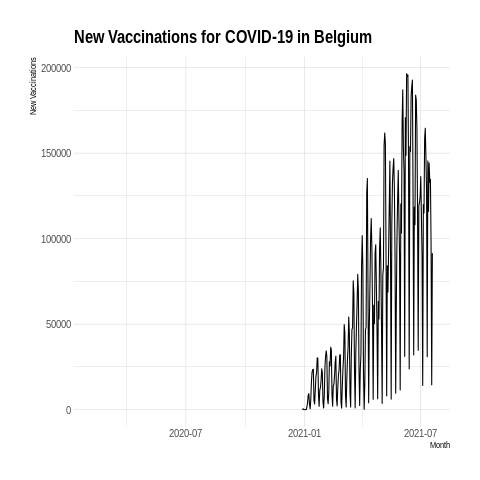 New Vaccinations for COVID-19 in Belgium
New Vaccinations
200000
150000
100000
50000
0
2020-07 2021-01 2021-07
Month